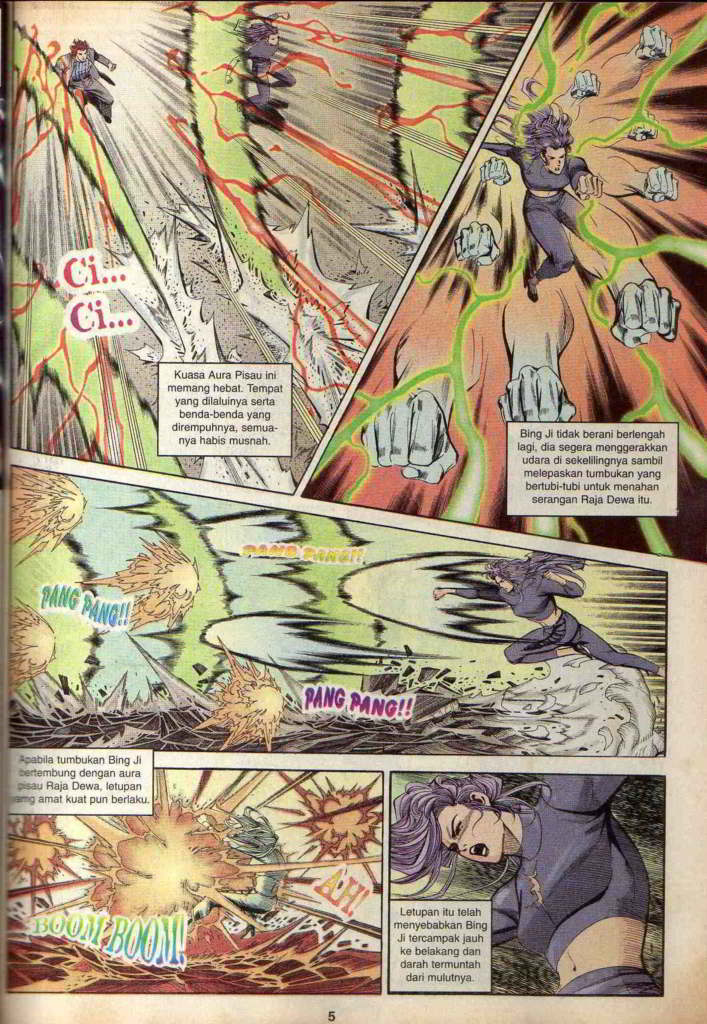 Ci...
Ci...
Kuasa Aura Pisau ini
memang hebat. Tempat
yang dilaluinya serta
benda-benda yang
dirempuhnya, semua-
nya habis musnah.
Bing Ji tidak berani berlengah
lagi, dia segera menggerakkan
udara di sekelilingnya sambil
melepaskan tumbukan yang
bertubi-tubi untuk menahan
serangan Raja Dewa itu.
PANG PANG!!
PANG PANG!!
PANG PANG!!
Apabila tumbukan Bing Ji
bertembung dengan aura
pisau Raja Dewa, letupan
yang amat kuat pun berlaku.
AH!
BOOM BOOM!
Letupan itu telah
menyebabkan Bing
Ji tercampak jauh
ke belakang dan
darah termuntah
dari mulutnya.
5